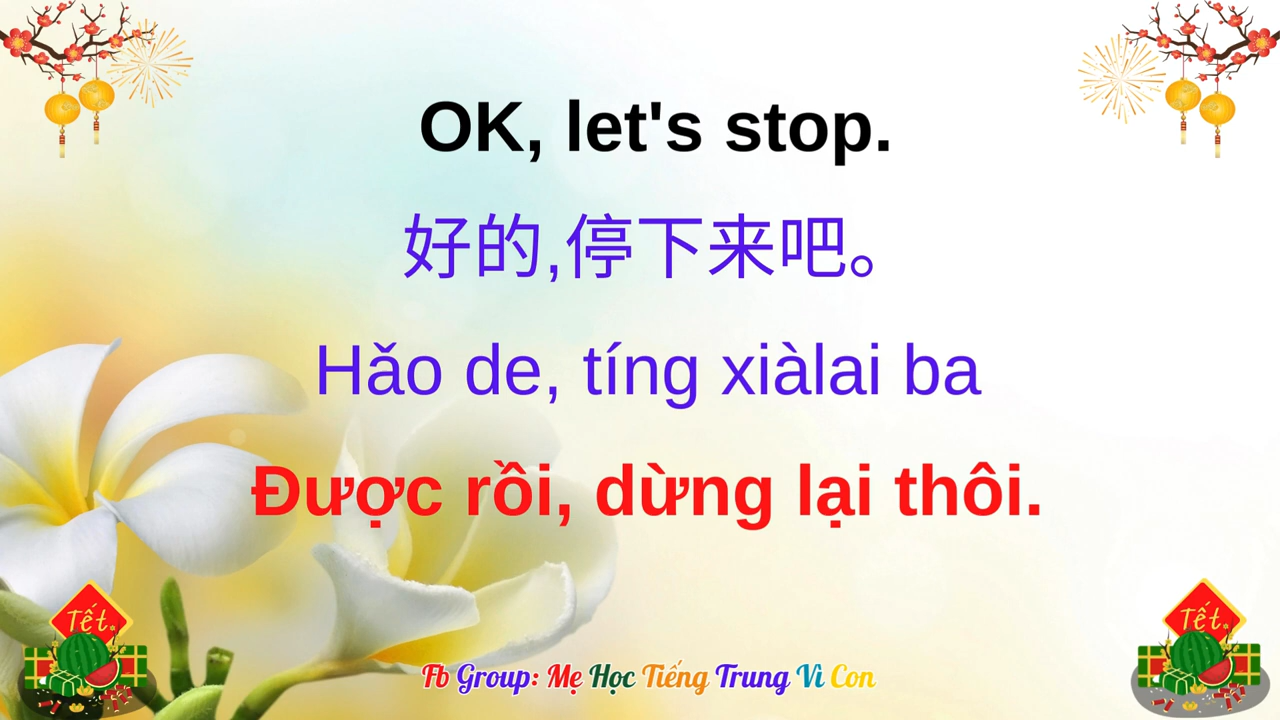 OK, let's stop.
好的,停下来吧。
Hǎo de, tíng xiàlai ba
Được rồi, dừng lại thôi.
Tết
Tết
Fb Group: Mẹ Học Tiếng Trung Vì Con